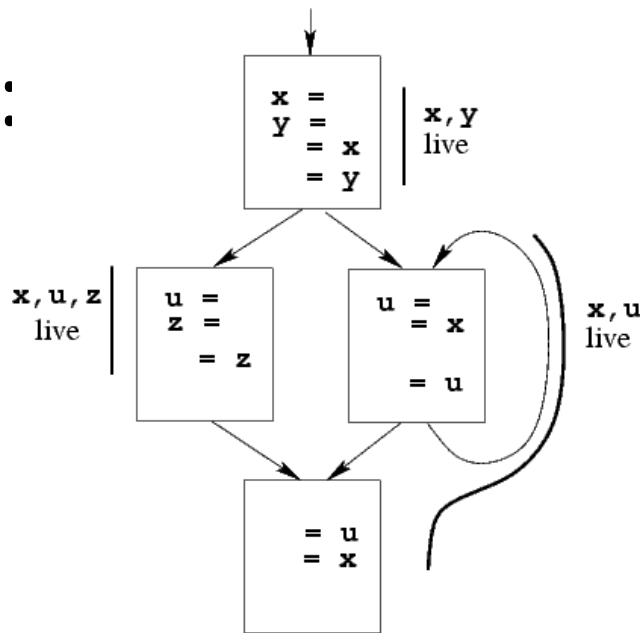 x =
y =
= x
= y
x,y
live
x,u,z
live
u =
z =
= z
u =
= x
= u
x,u
live
= u
= x